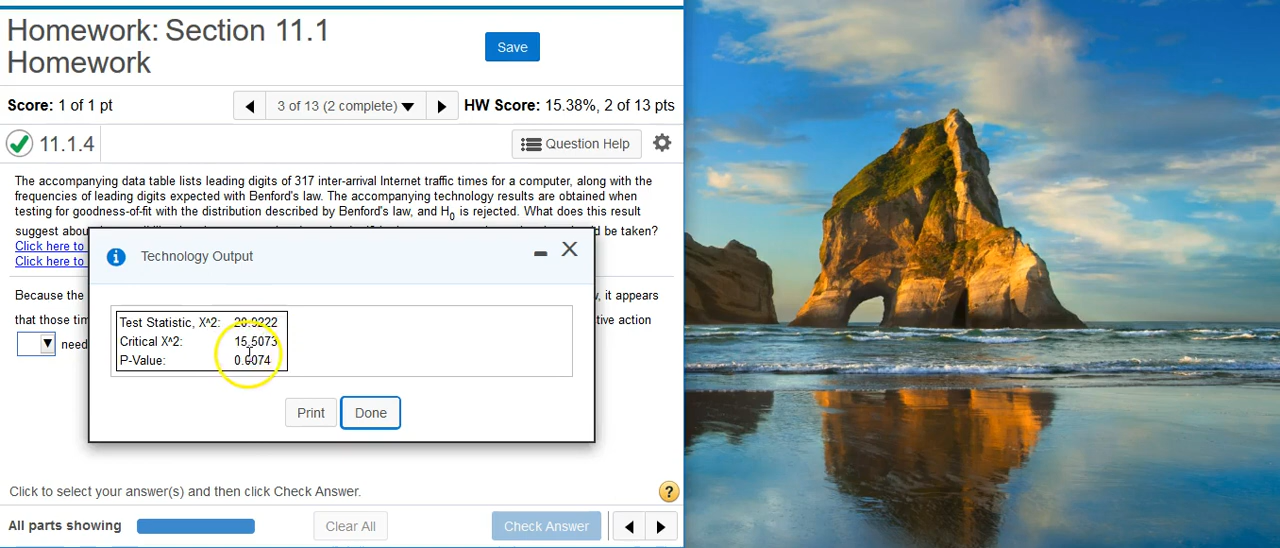 Homework: Section 11.1
Homework
Save
Score: 1 of 1 pt
3 of 13 (2 complete)
HW Score: 15.38%, 2 of 13 pts
11.1.4
Question Help
The accompanying data table lists leading digits of 317 inter-arrival Internet traffic times for a computer, along with the
frequencies of leading digits expected with Benford's law. The accompanying technology results are obtained when
testing for goodness-of-fit with the distribution described by Benford's law, and H0 is rejected. What does this result
suggest abou
be taken?
Click here to
Click here to
Technology Output
Because the
, it appears
that those tim
tive action
need
Test Statistic, X^2:
Critical X^2: 15.5073
P-Value: 0.0074
Print
Done
Click to select your answer(s) and then click Check Answer.
?
All parts showing
Clear All
Check Answer